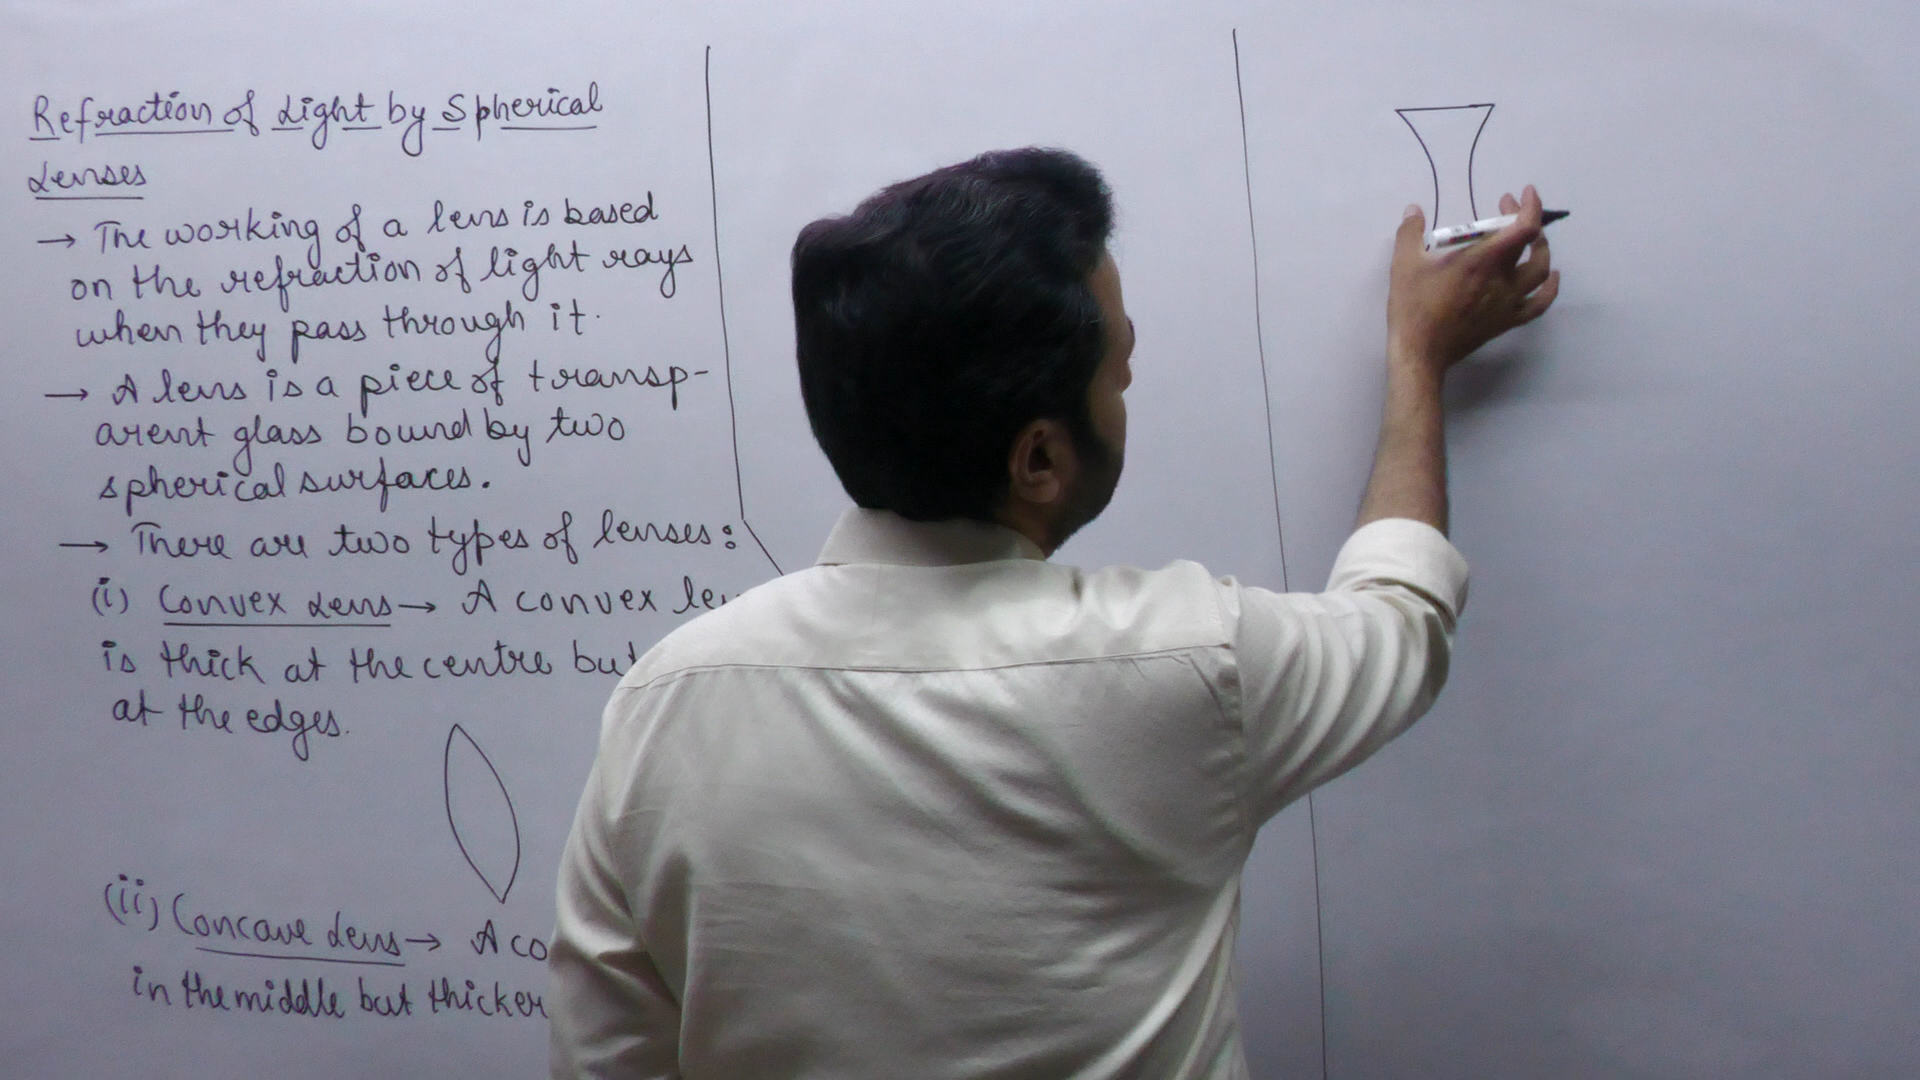 Refraction of Light by Spherical
Lenses
→ The working of a lens is based
on the refraction of light rays
when they pass through it.
→ A lens is a piece of transp-
arent glass bound by two
spherical surfaces.
→ There are two types of lenses:
(i) Convex Lens → A convex
is thick at the centre but
at the edges.
(ii) Concave Lens → A
in the middle but thicker